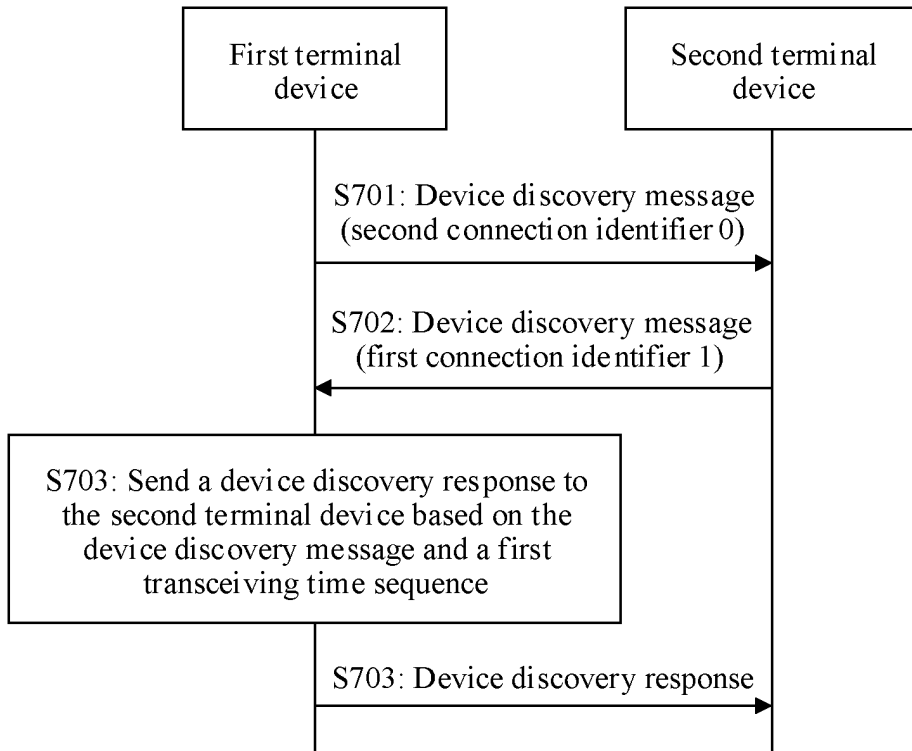 First terminal
device
Second terminal
device
S701: Device discovery message
(second connection identifier 0)
S702: Device discovery message
(first connection identifier 1)
S703: Send a device discovery response to
the second terminal device based on the
device discovery message and a first
transceiving time sequence
S703: Device discovery response